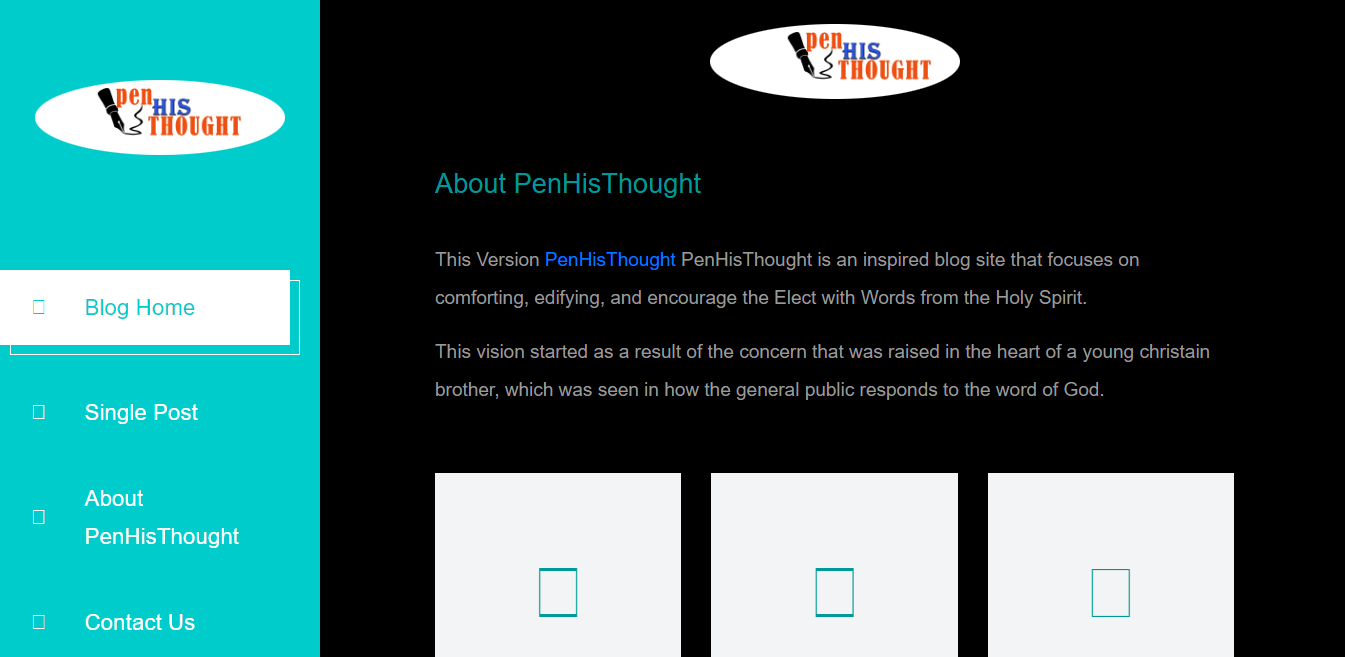 pen
HIS
THOUGHT
Blog Home
Single Post
About
PenHisThought
Contact Us
pen
HIS
THOUGHT
About PenHisThought
This Version PenHisThought PenHisThought is an inspired blog site that focuses on
comforting, edifying, and encourage the Elect with Words from the Holy Spirit.
This vision started as a result of the concern that was raised in the heart of a young christain
brother, which was seen in how the general public responds to the word of God.